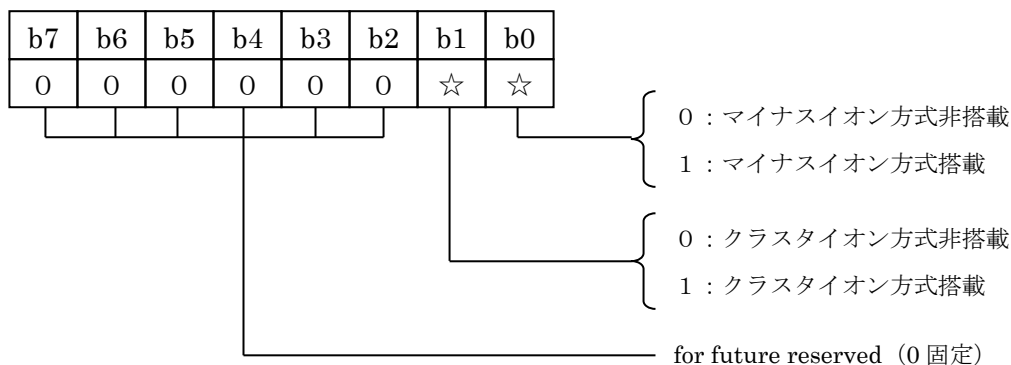 b7 b6 b5 b4 b3 b2 b1 b0
０ ０ ０ ０ ０ ０ ☆ ☆
０：マイナスイオン方式非搭載
１：マイナスイオン方式搭載
０：クラスタイオン方式非搭載
１：クラスタイオン方式搭載
for future reserved（0 固定）